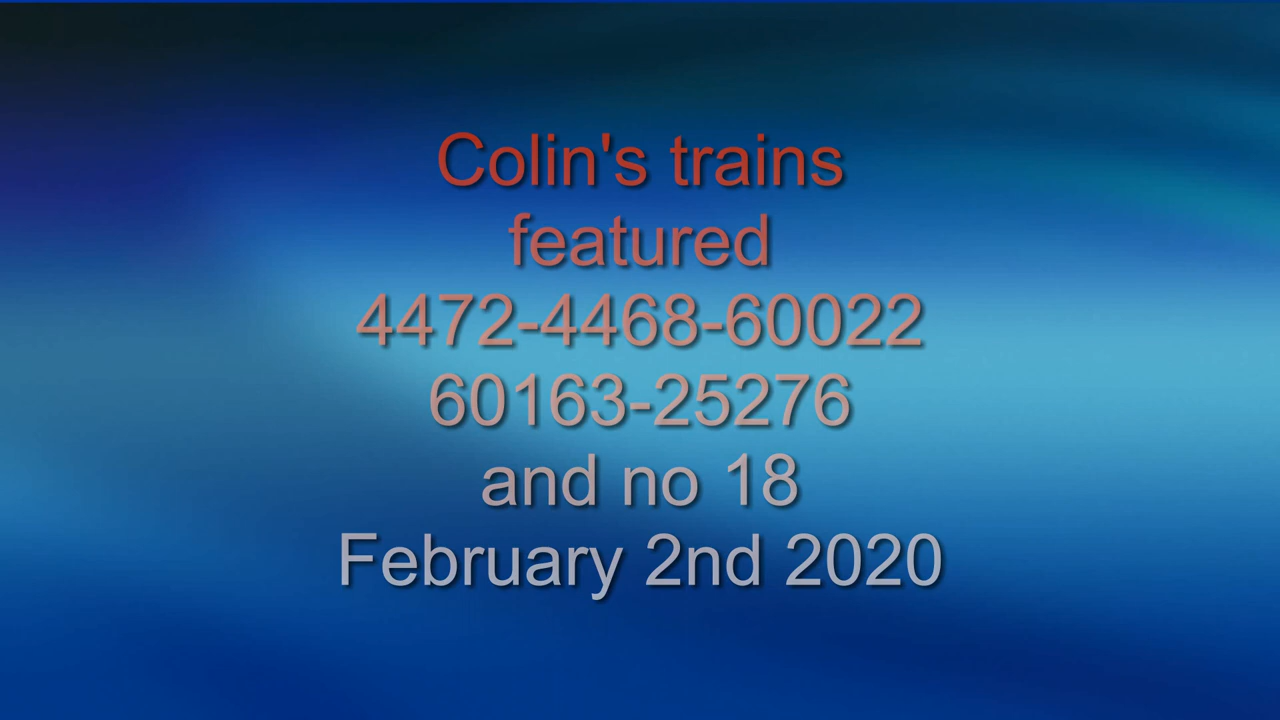 Colin's trains
featured
4472-4468-60022
60163-25276
and no 18
February 2nd 2020